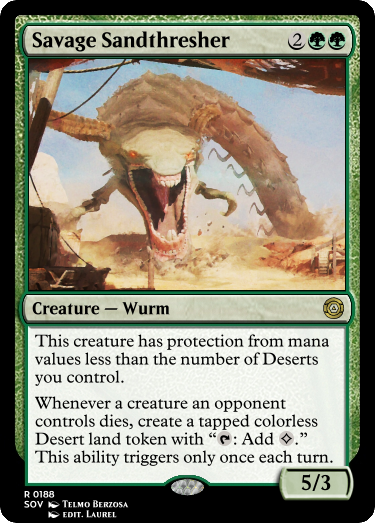 Savage Sandthresher 2
Creature — Wurm
This creature has protection from mana
values less than the number of Deserts
you control.
Whenever a creature an opponent
controls dies, create a tapped colorless
Desert land token with “: Add .”
This ability triggers only once each turn.
5/3
R 0188
SOV Telmo Berzosa
edit. Laurel